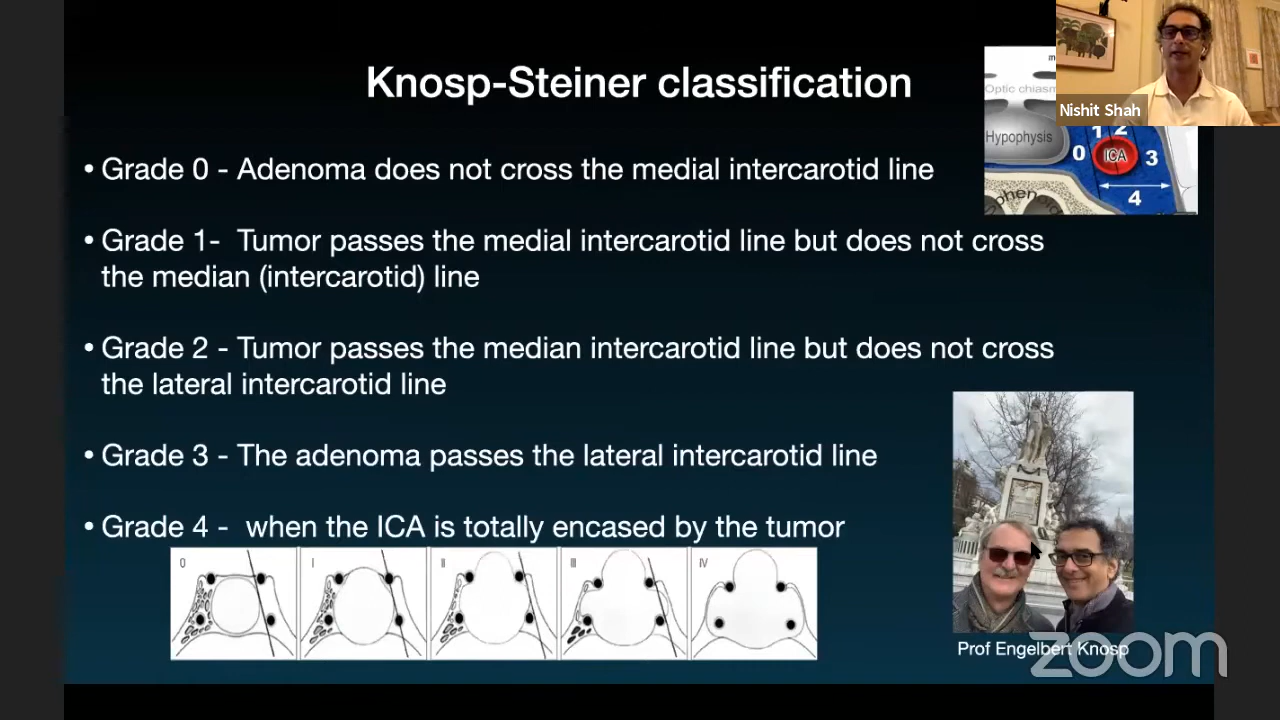 Knosp-Steiner classification
Nishit Shah
Optic chiasm
Hypophysis
1 2
0
ICA
3
4
• Grade 0 - Adenoma does not cross the medial intercarotid line
• Grade 1- Tumor passes the medial intercarotid line but does not cross
the median (intercarotid) line
• Grade 2 - Tumor passes the median intercarotid line but does not cross
the lateral intercarotid line
• Grade 3 - The adenoma passes the lateral intercarotid line
• Grade 4 - when the ICA is totally encased by the tumor
0
I
II
III
IV
Prof Engelbert Knosp
zoom